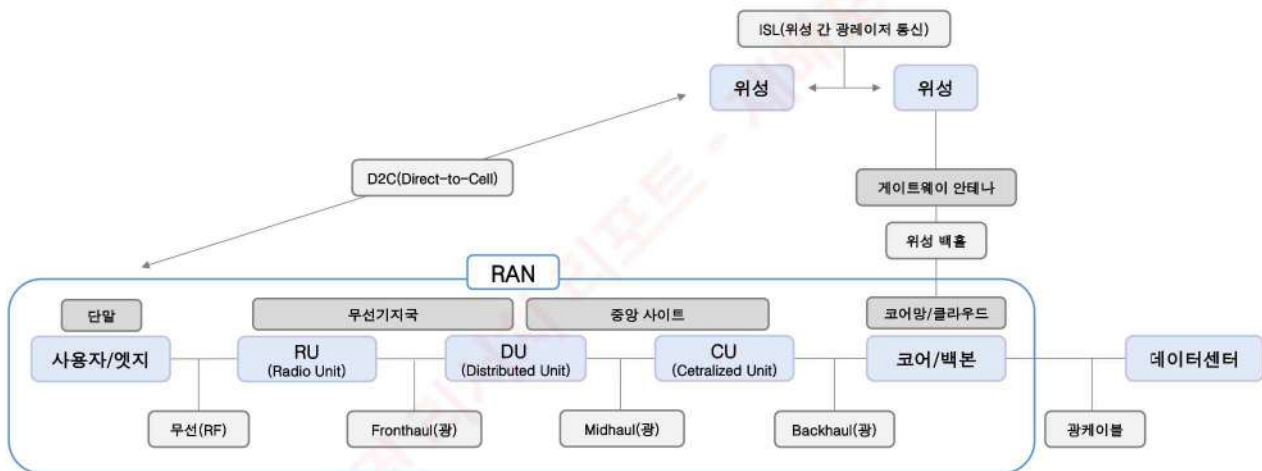 ISL(위성 간 광레이저 통신)
위성
위성
D2C(Direct-to-Cell)
게이트웨이 안테나
위성 백홀
RAN
단말
무선기지국
중앙 사이트
코어망/클라우드
사용자/엣지
RU
(Radio Unit)
DU
(Distributed Unit)
CU
(Cetralized Unit)
코어/백본
데이터센터
무선(RF)
Fronthaul(광)
Midhaul(광)
Backhaul(광)
광케이블